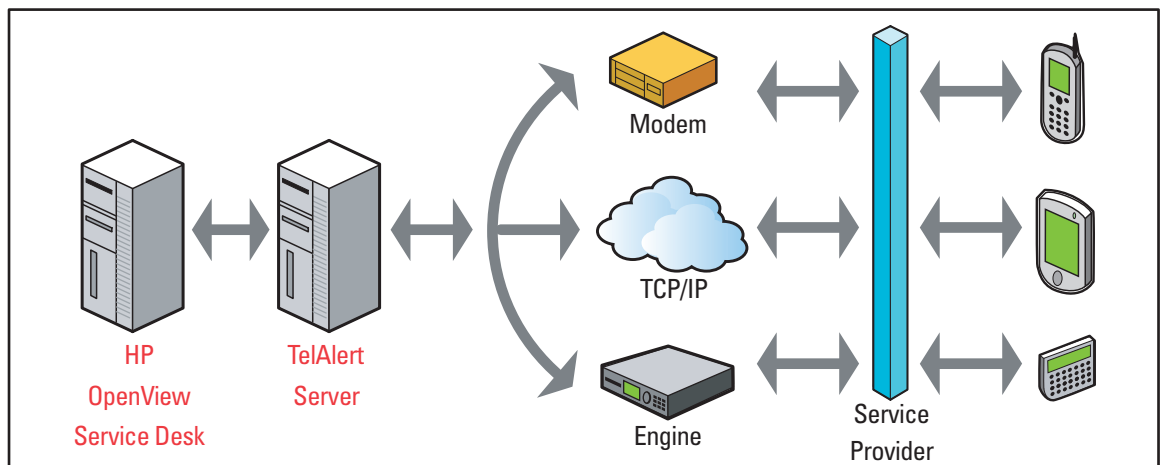 Modem
TCP/IP
HP
OpenView
Service Desk
TelAlert
Server
Engine
Service
Provider